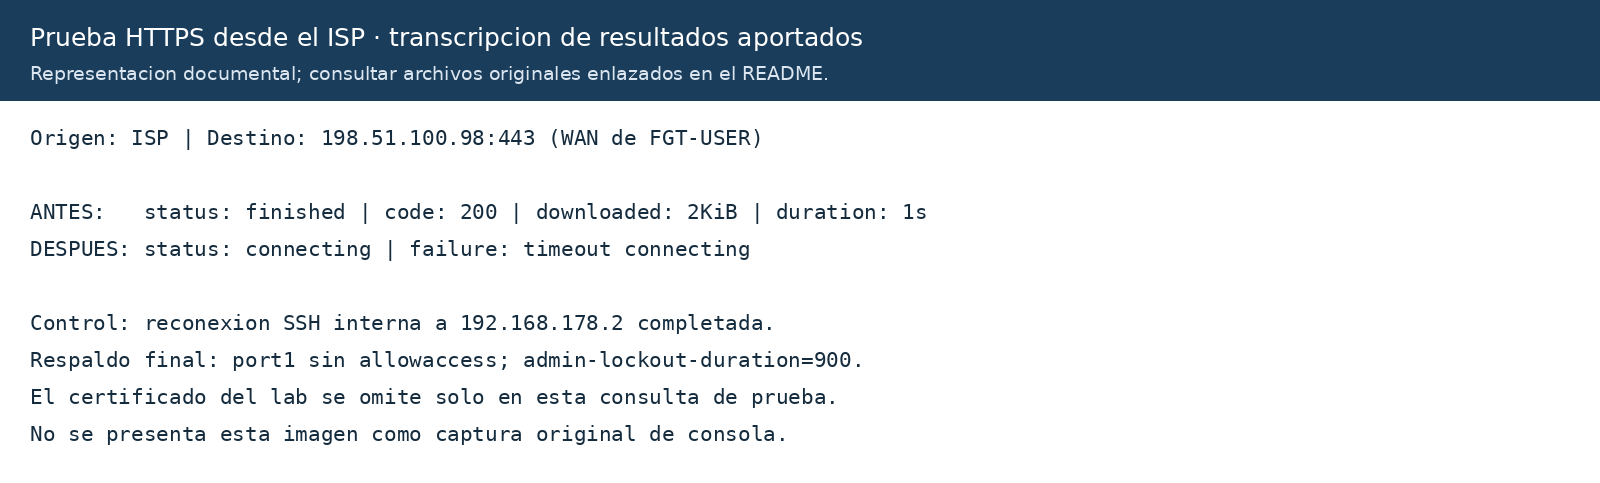 Prueba HTTPS desde el ISP · transcripcion de resultados aportados
Representacion documental; consultar archivos originales enlazados en el README.
Origen: ISP | Destino: 198.51.100.98:443 (WAN de FGT-USER)
ANTES:   status: finished | code: 200 | downloaded: 2KiB | duration: 1s
DESPUES: status: connecting | failure: timeout connecting
Control: reconexion SSH interna a 192.168.178.2 completada.
Respaldo final: port1 sin allowaccess; admin-lockout-duration=900.
El certificado del lab se omite solo en esta consulta de prueba.
No se presenta esta imagen como captura original de consola.